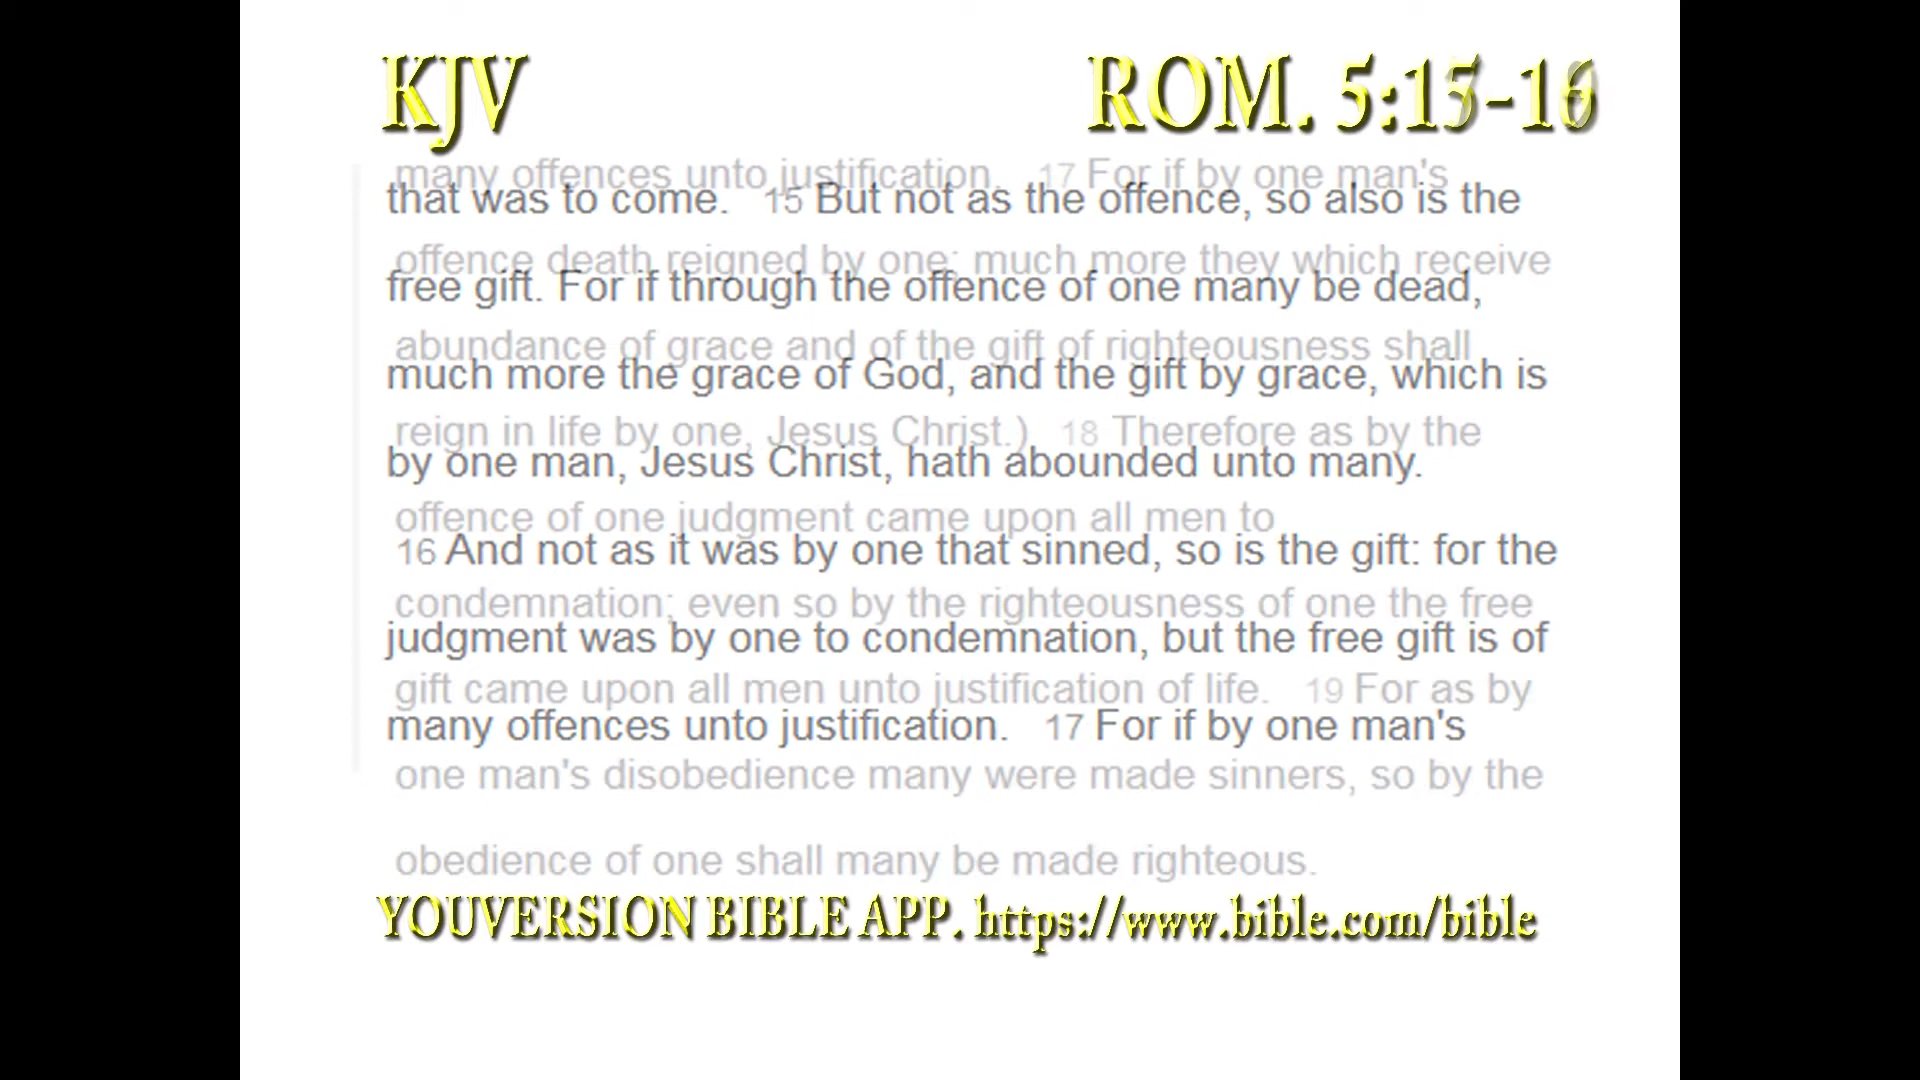 KJV
ROM. 5:15-16
many offences unto justification. 17 For if by one man's
that was to come. 15 But not as the offence, so also is the
offence death reigned by one; much more they which receive
free gift. For if through the offence of one many be dead,
abundance of grace and of the gift of righteousness shall
much more the grace of God, and the gift by grace, which is
reign in life by one, Jesus Christ.) 18 Therefore as by the
by one man, Jesus Christ, hath abounded unto many.
offence of one judgment came upon all men to
16 And not as it was by one that sinned, so is the gift: for the
condemnation; even so by the righteousness of one the free
judgment was by one to condemnation, but the free gift is of
gift came upon all men unto justification of life. 19 For as by
many offences unto justification. 17 For if by one man's
one man's disobedience many were made sinners, so by the
obedience of one shall many be made righteous.
YOUVERSION BIBLE APP. https://www.bible.com/bible